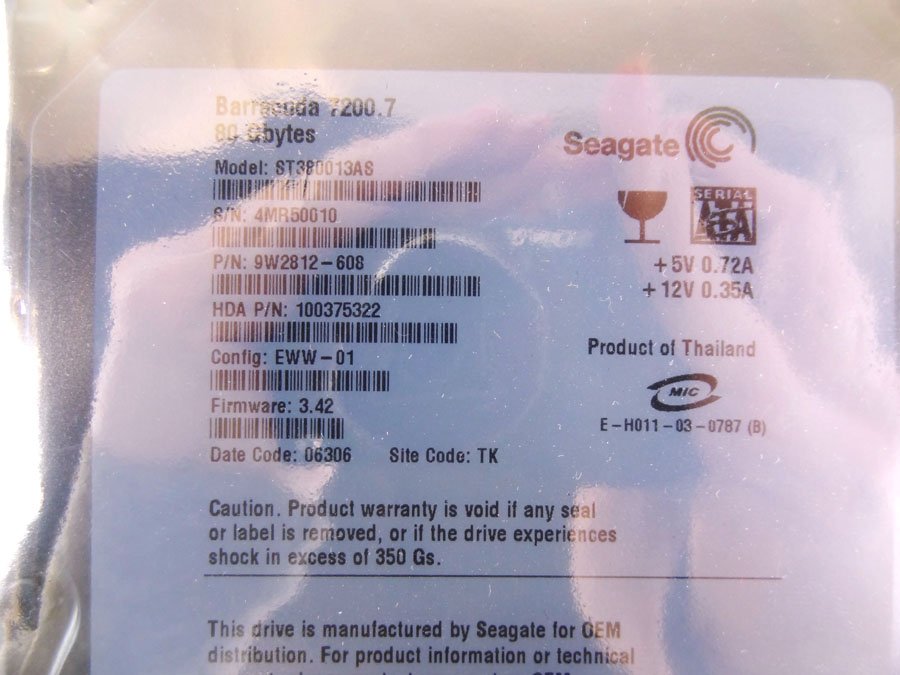 Barracuda 7200.7
80 Gbytes
Model: ST380013AS
S/N: 4MR50010
P/N: 9W2812-608
HDA P/N: 100375322
Config: EWW-01
Firmware: 3.42
Date Code: 06306 Site Code: TK
Seagate
SERIAL
ATA
+5V 0.72A
+12V 0.35A
Product of Thailand
MIC
E-H011-03-0787 (B)
Caution. Product warranty is void if any seal
or label is removed, or if the drive experiences
shock in excess of 350 Gs.
This drive is manufactured by Seagate for OEM
distribution. For product information or technical